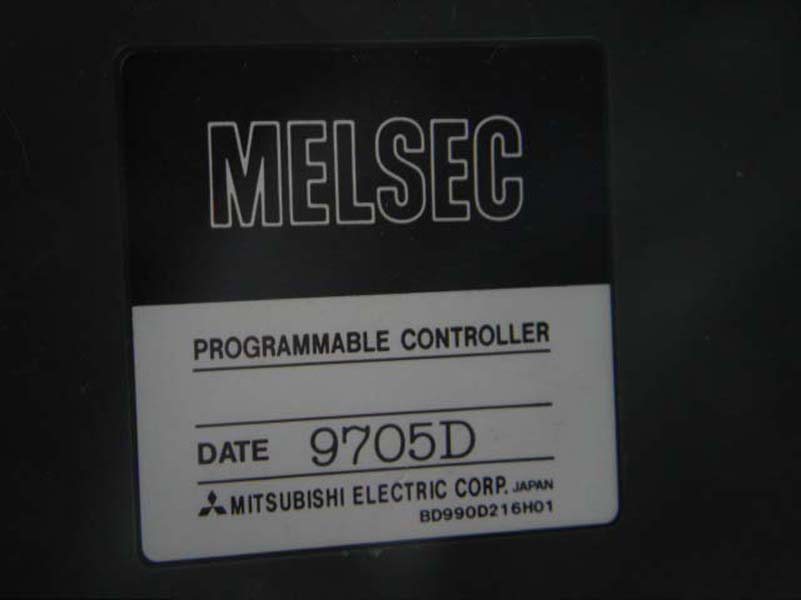 MELSEC
PROGRAMMABLE CONTROLLER
DATE 9705D
MITSUBISHI ELECTRIC CORP. JAPAN
BD990D216H01